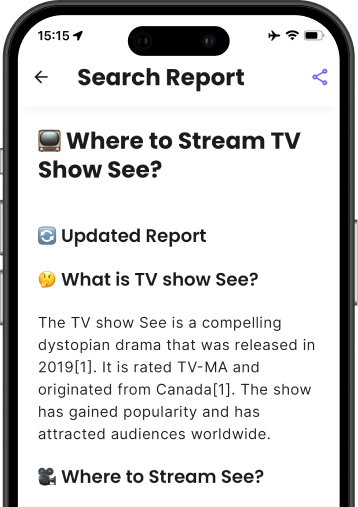 15:15
Search Report
Where to Stream TV
Show See?
Updated Report
What is TV show See?
The TV show See is a compelling
dystopian drama that was released in
2019[1]. It is rated TV-MA and
originated from Canada[1]. The show
has gained popularity and has
attracted audiences worldwide.
Where to Stream See?